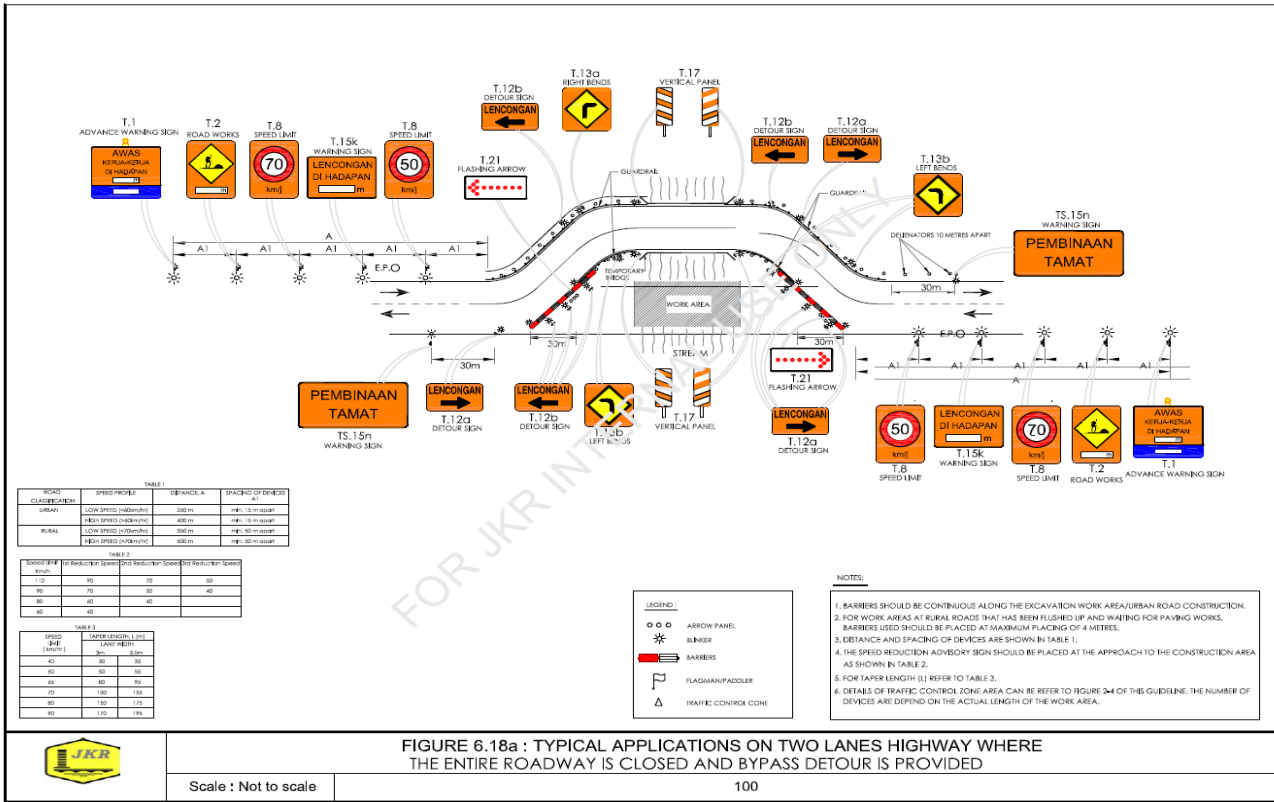 T.1
ADVANCE WARNING SIGN
AWAS
KERJA-KERJA
DI HADAPAN
m
T.2
ROAD WORKS
m
T.8
SPEED LIMIT
70
km/j
T.15k
WARNING SIGN
LENCONGAN
DI HADAPAN
m
T.8
SPEED LIMIT
50
km/j
T.12b
DETOUR SIGN
LENCONGAN
T.13a
RIGHT BENDS
T.21
FLASHING ARROW
T.17
VERTICAL PANEL
T.12b
DETOUR SIGN
LENCONGAN
T.12a
DETOUR SIGN
LENCONGAN
T.13b
LEFT BENDS
TS.15n
WARNING SIGN
PEMBINAAN
TAMAT
GUARDRAIL
GUARDRAIL
DELIENATORS 10 METRES APART
A
A1 A1 A1 A1 A1
E.P.O
30m
TEMPORARY
BRIDGE
WORK AREA
STREAM
30m
30m
30m
E.P.O
A1 A1 A1 A1 A1
A
PEMBINAAN
TAMAT
TS.15n
WARNING SIGN
LENCONGAN
T.12a
DETOUR SIGN
LENCONGAN
T.12b
DETOUR SIGN
T.13b
LEFT BENDS
T.17
VERTICAL PANEL
T.21
FLASHING ARROW
LENCONGAN
T.12a
DETOUR SIGN
50
km/j
T.8
SPEED LIMIT
LENCONGAN
DI HADAPAN
m
T.15k
WARNING SIGN
70
km/j
T.8
SPEED LIMIT
m
T.2
ROAD WORKS
AWAS
KERJA-KERJA
DI HADAPAN
m
T.1
ADVANCE WARNING SIGN
FOR JKR INTERNAL USE ONLY
TABLE 1
ROAD CLASSIFICATION SPEED PROFILE DISTANCE, A SPACING OF DEVICES A1
URBAN LOW SPEED (<60km/hr) 250 m min. 15 m apart
HIGH SPEED (>60km/hr) 400 m min. 15 m apart
RURAL LOW SPEED (<70km/hr) 350 m min. 50 m apart
HIGH SPEED (>70km/hr) 500 m min. 50 m apart
TABLE 2
Speed Limit Km/h 1st Reduction Speed 2nd Reduction Speed 3rd Reduction Speed
110 90 70 50
90 70 50 40
80 60 40
60 40
TABLE 3
SPEED LIMIT (km/hr) TAPER LENGTH, L (m)
LANE WIDTH
3m 3.5m
40 30 35
50 50 55
65 80 95
70 130 155
80 150 175
90 170 195
LEGEND :
ARROW PANEL
BLINKER
BARRIERS
FLAGMAN/PADDLER
TRAFFIC CONTROL CONE
NOTES:
1. BARRIERS SHOULD BE CONTINUOUS ALONG THE EXCAVATION WORK AREA/URBAN ROAD CONSTRUCTION.
2. FOR WORK AREAS AT RURAL ROADS THAT HAS BEEN FLUSHED UP AND WAITING FOR PAVING WORKS.
BARRIERS USED SHOULD BE PLACED AT MAXIMUM PLACING OF 4 METRES.
3. DISTANCE AND SPACING OF DEVICES ARE SHOWN IN TABLE 1.
4. THE SPEED REDUCTION ADVISORY SIGN SHOULD BE PLACED AT THE APPROACH TO THE CONSTRUCTION AREA
AS SHOWN IN TABLE 2.
5. FOR TAPER LENGTH (L) REFER TO TABLE 3.
6. DETAILS OF TRAFFIC CONTROL ZONE AREA CAN BE REFER TO FIGURE 2-4 OF THIS GUIDELINE. THE NUMBER OF
DEVICES ARE DEPEND ON THE ACTUAL LENGTH OF THE WORK AREA.
JKR
FIGURE 6.18a : TYPICAL APPLICATIONS ON TWO LANES HIGHWAY WHERE
THE ENTIRE ROADWAY IS CLOSED AND BYPASS DETOUR IS PROVIDED
Scale : Not to scale
100